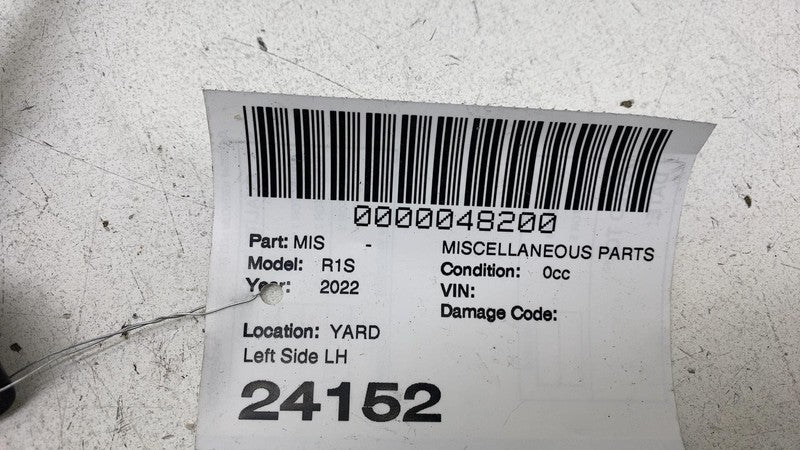 0000048200
Part: MIS - MISCELLANEOUS PARTS
Model: R1S Condition: 0cc
Year: 2022 VIN:
Damage Code:
Location: YARD
Left Side LH
24152